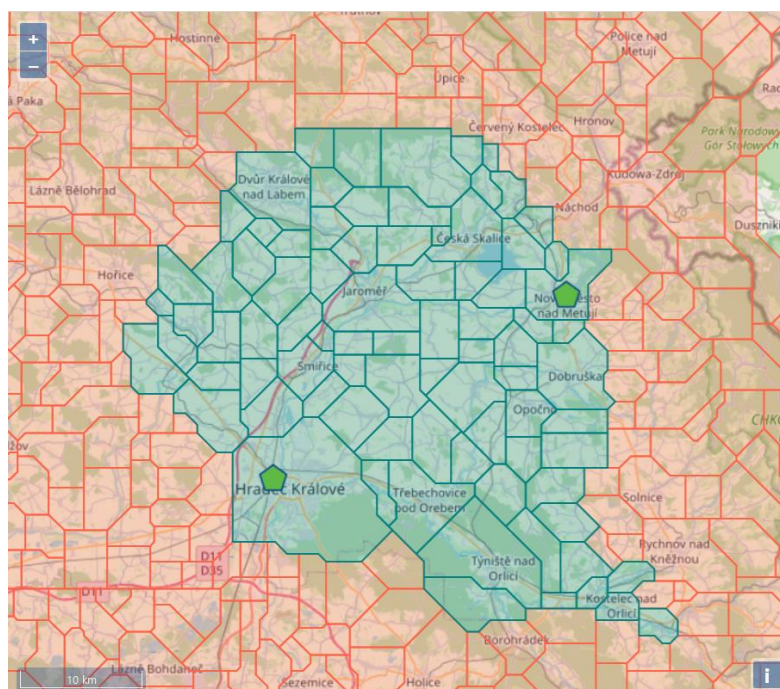 +
−
Trutnov
Hostinné
Police nad
Metují
Úpice
á Paka
Rad
Červený Kostelec
Hronov
Park Narodowy
Gór Stołowych
Dvůr Králové
nad Labem
Kudowa-Zdrój
Lázně Bělohrad
Náchod
Duszniki
Česká Skalice
Hořice
Jaroměř
Nové Město
nad Metují
Smiřice
Dobruška
Opočno
CHKO
žov
Hradec Králové
Třebechovice
pod Orebem
Solnice
D11
D35
Rychnov nad
Kněžnou
Týniště nad
Orlicí
D11
Kostelec nad
Orlicí
Borohrádek
Lázně Bohdaneč
10 km
Sezemice
Holice
i